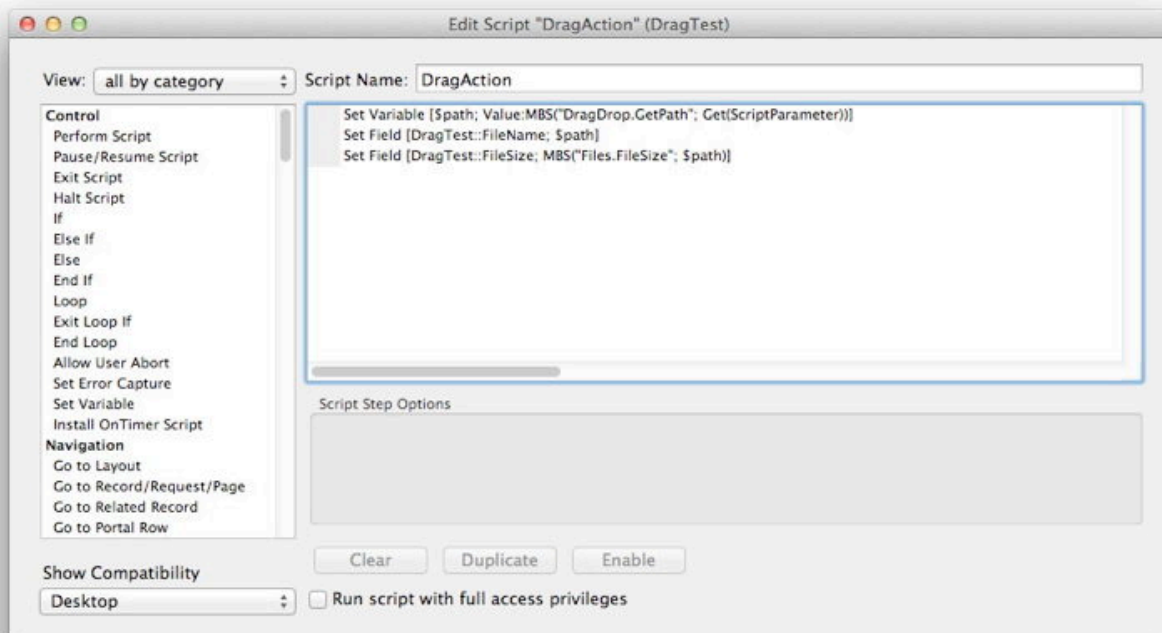 Edit Script "DragAction" (DragTest)
View: all by category
Script Name: DragAction
Control
Perform Script
Pause/Resume Script
Exit Script
Halt Script
If
Else If
Else
End If
Loop
Exit Loop If
End Loop
Allow User Abort
Set Error Capture
Set Variable
Install OnTimer Script
Navigation
Go to Layout
Go to Record/Request/Page
Go to Related Record
Go to Portal Row
Set Variable [$path; Value:MBS("DragDrop.GetPath"; Get(ScriptParameter))]
Set Field [DragTest::FileName; $path]
Set Field [DragTest::FileSize; MBS("Files.FileSize"; $path)]
Script Step Options
Clear Duplicate Enable
Show Compatibility
Desktop
Run script with full access privileges